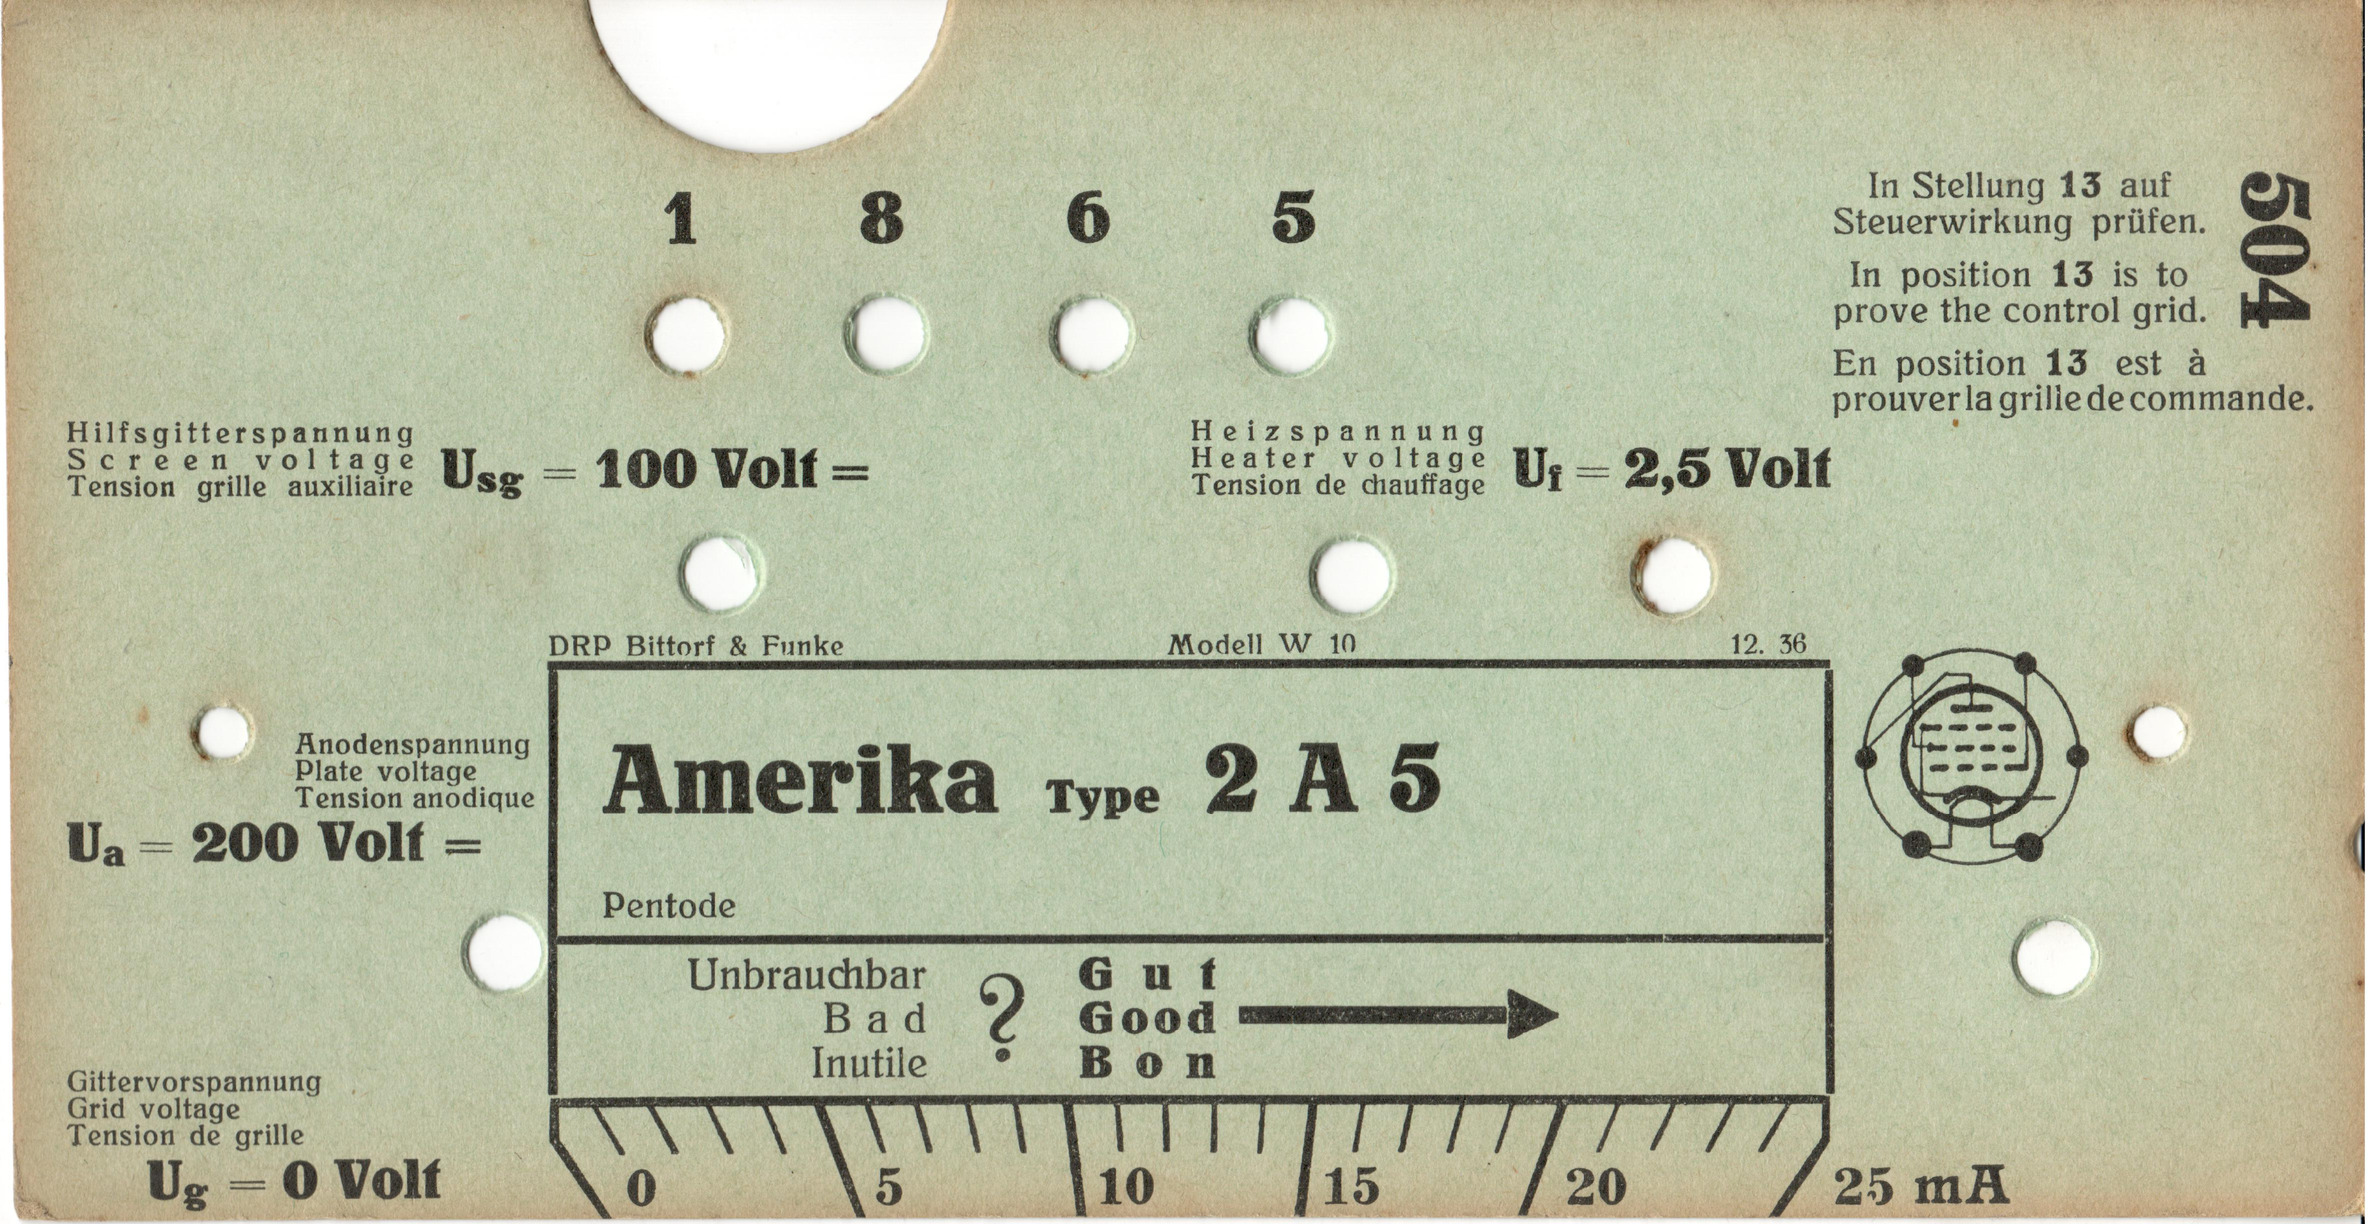 1 8 6 5
In Stellung 13 auf
Steuerwirkung prüfen.
In position 13 is to
prove the control grid.
En position 13 est à
prouver la grille de commande.
504
Hilfsgitterspannung
Screen voltage
Tension grille auxiliaire
Usg = 100 Volt =
Heizspannung
Heater voltage
Tension de chauffage
Uf = 2,5 Volt
DRP Bittorf & Funke Modell W 10 12. 36
Anodenspannung
Plate voltage
Tension anodique
Ua = 200 Volt =
Amerika Type 2 A 5
Pentode
Unbrauchbar ? Gut
Bad Good
Inutile Bon
Gittervorspannung
Grid voltage
Tension de grille
Ug = 0 Volt
0 5 10 15 20 25 mA